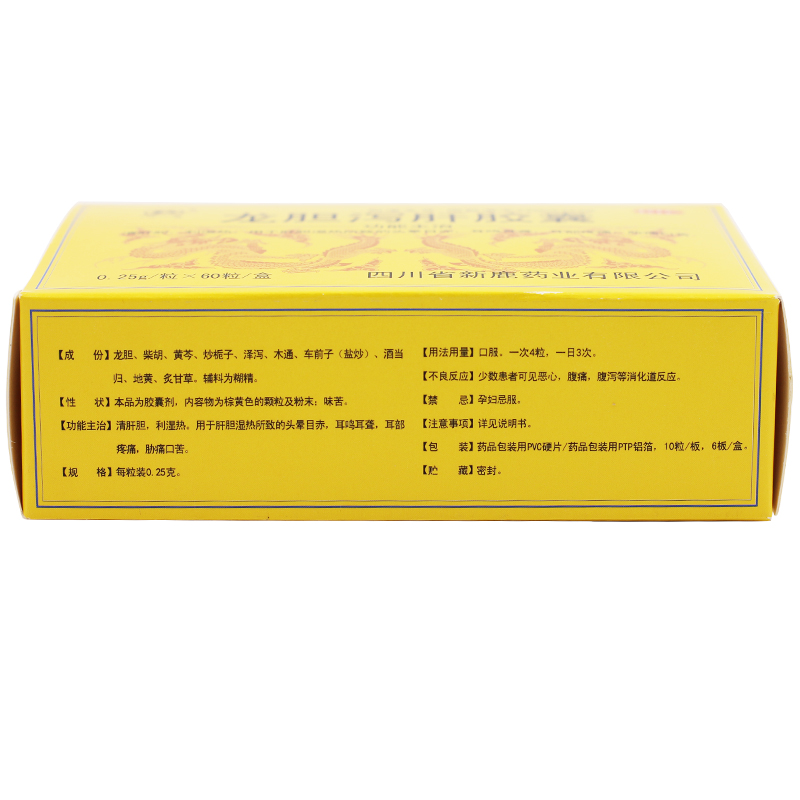 龙胆泻肝胶囊
0.25g/粒×60粒/盒
四川省新鹿药业有限公司
【成　份】龙胆、柴胡、黄芩、炒栀子、泽泻、木通、车前子（盐炒）、酒当
归、地黄、炙甘草。辅料为糊精。
【性　状】本品为胶囊剂，内容物为棕黄色的颗粒及粉末；味苦。
【功能主治】清肝胆，利湿热。用于肝胆湿热所致的头晕目赤，耳鸣耳聋，耳部
疼痛，胁痛口苦。
【规　格】每粒装0.25克。
【用法用量】口服。一次4粒，一日3次。
【不良反应】少数患者可见恶心，腹痛，腹泻等消化道反应。
【禁　忌】孕妇忌服。
【注意事项】详见说明书。
【包　装】药品包装用PVC硬片/药品包装用PTP铝箔，10粒/板，6板/盒。
【贮　藏】密封。